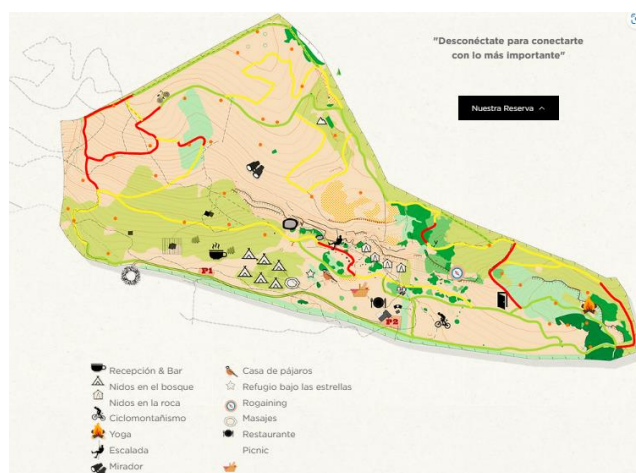 "Desconéctate para conectarte
con lo más importante"
Nuestra Reserva
P1
P2
Recepción & Bar
Nidos en el bosque
Nidos en la roca
Ciclomontañismo
Yoga
Escalada
Mirador
Casa de pájaros
Refugio bajo las estrellas
Rogaining
Masajes
Restaurante
Picnic